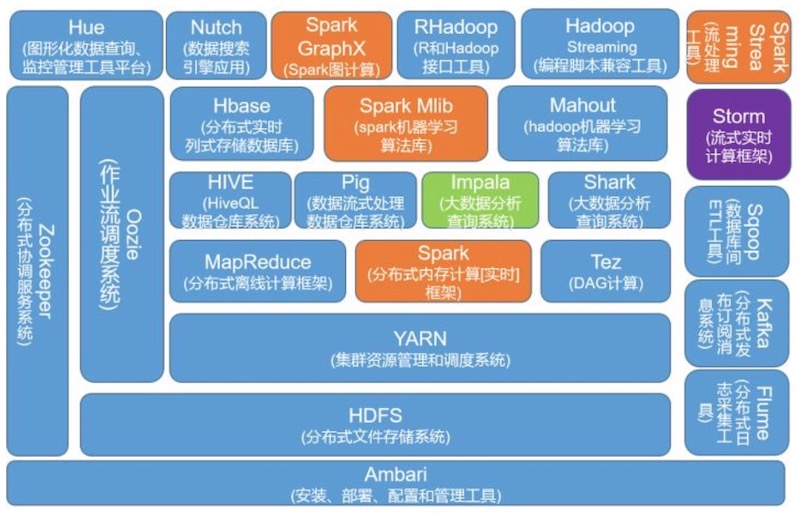 Hue
(图形化数据查询、
监控管理工具平台)
Nutch
(数据搜索
引擎应用)
Spark
GraphX
(Spark图计算)
RHadoop
(R和Hadoop
接口工具)
Hadoop
Streaming
(编程脚本兼容工具)
Spark
Strea
ming
(流处理
工具)
Zookeeper
(分布式协调服务系统)
Oozie
(作业流调度系统)
Hbase
(分布式实时
列式存储数据库)
Spark Mlib
(spark机器学习
算法库)
Mahout
(hadoop机器学习
算法库)
Storm
(流式实时
计算框架)
HIVE
(HiveQL
数据仓库系统)
Pig
(数据流式处理
数据仓库系统)
Impala
(大数据分析
查询系统)
Shark
(大数据分析
查询系统)
Sqoop
(数据库间
ETL工具)
MapReduce
(分布式离线计算框架)
Spark
(分布式内存计算[实时]
框架)
Tez
(DAG计算)
Kafka
(分布式发
布订阅消
息系统)
YARN
(集群资源管理和调度系统)
Flume
(分布式日
志采集工
具)
HDFS
(分布式文件存储系统)
Ambari
(安装、部署、配置和管理工具)